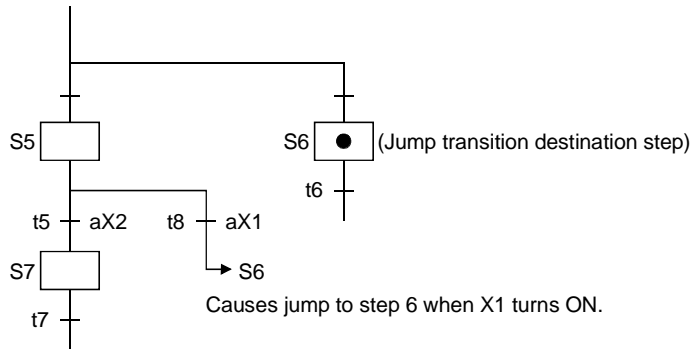 S5
S6
(Jump transition destination step)
t6
t5
aX2
t8
aX1
S7
S6
Causes jump to step 6 when X1 turns ON.
t7